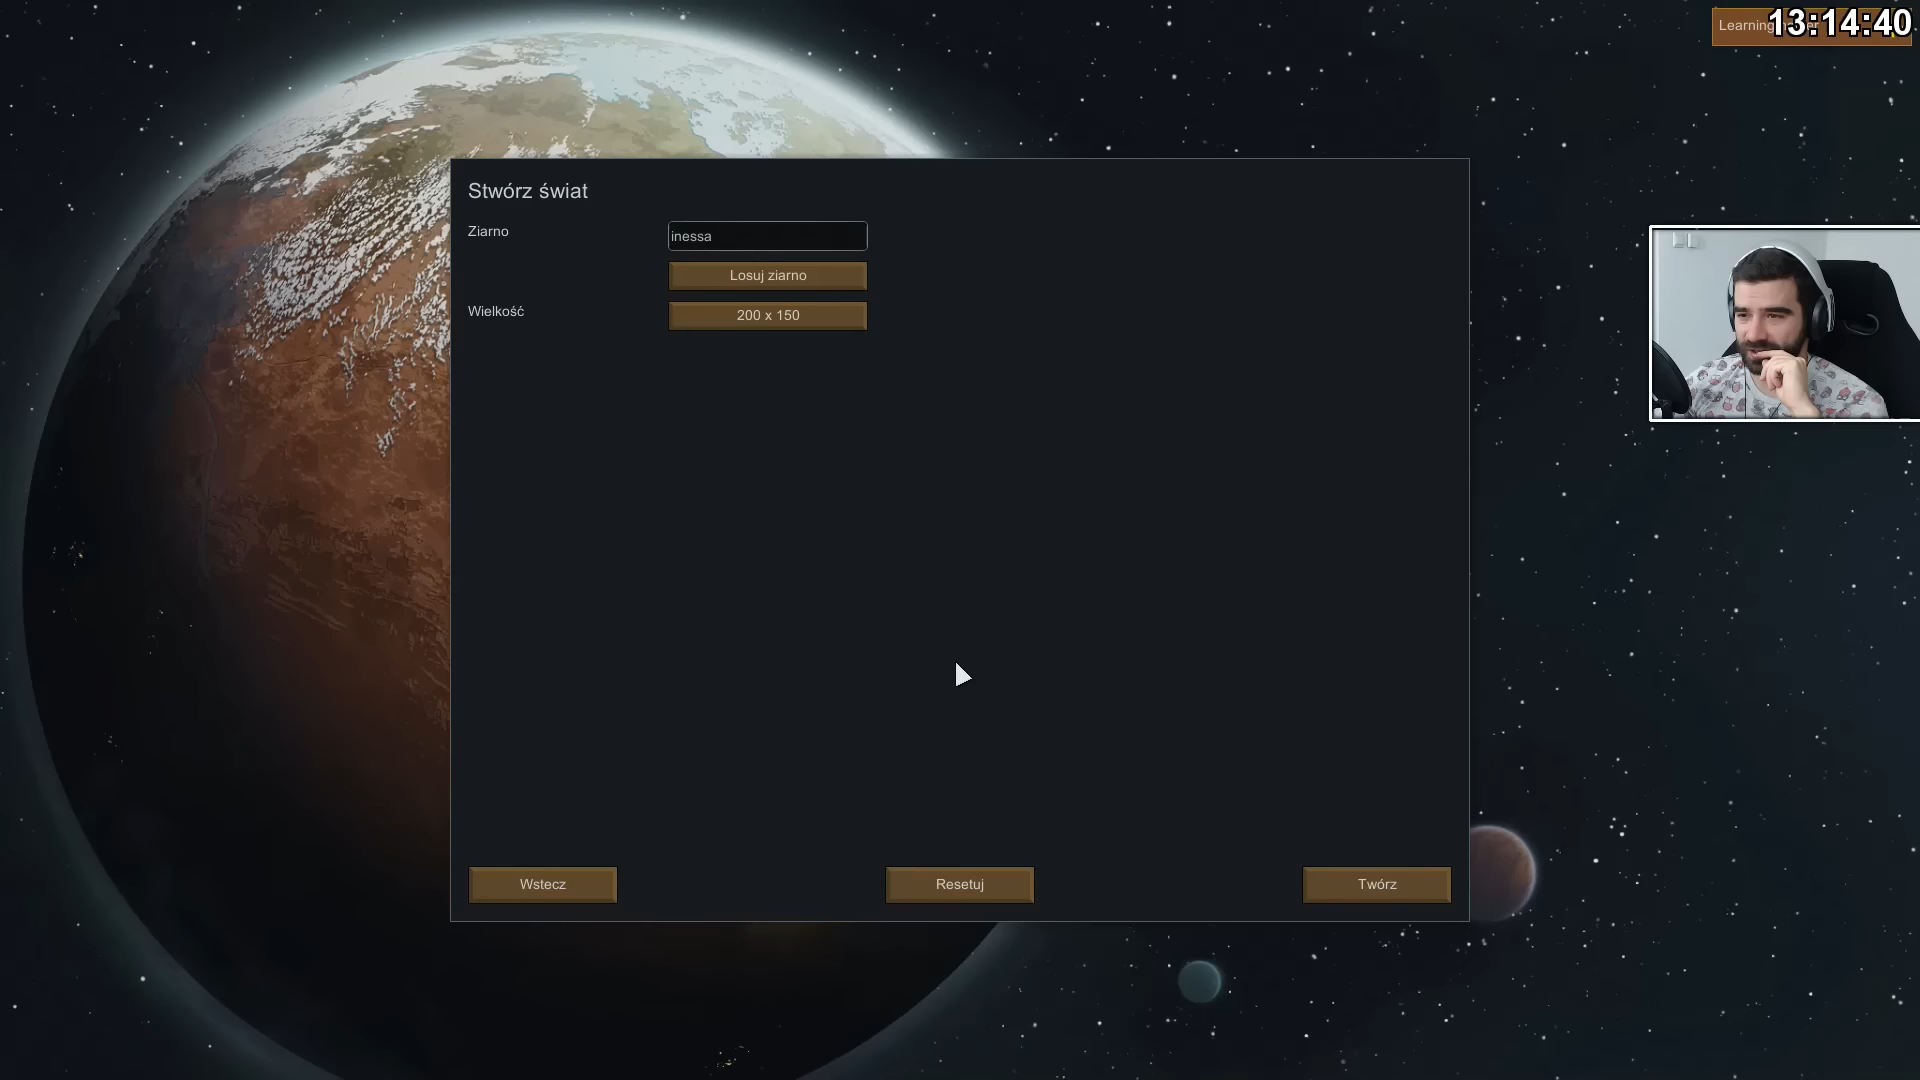 Learning
13:14:40
Stwórz świat
Ziarno
inessa
Losuj ziarno
Wielkość
200 x 150
Wstecz
Resetuj
Twórz